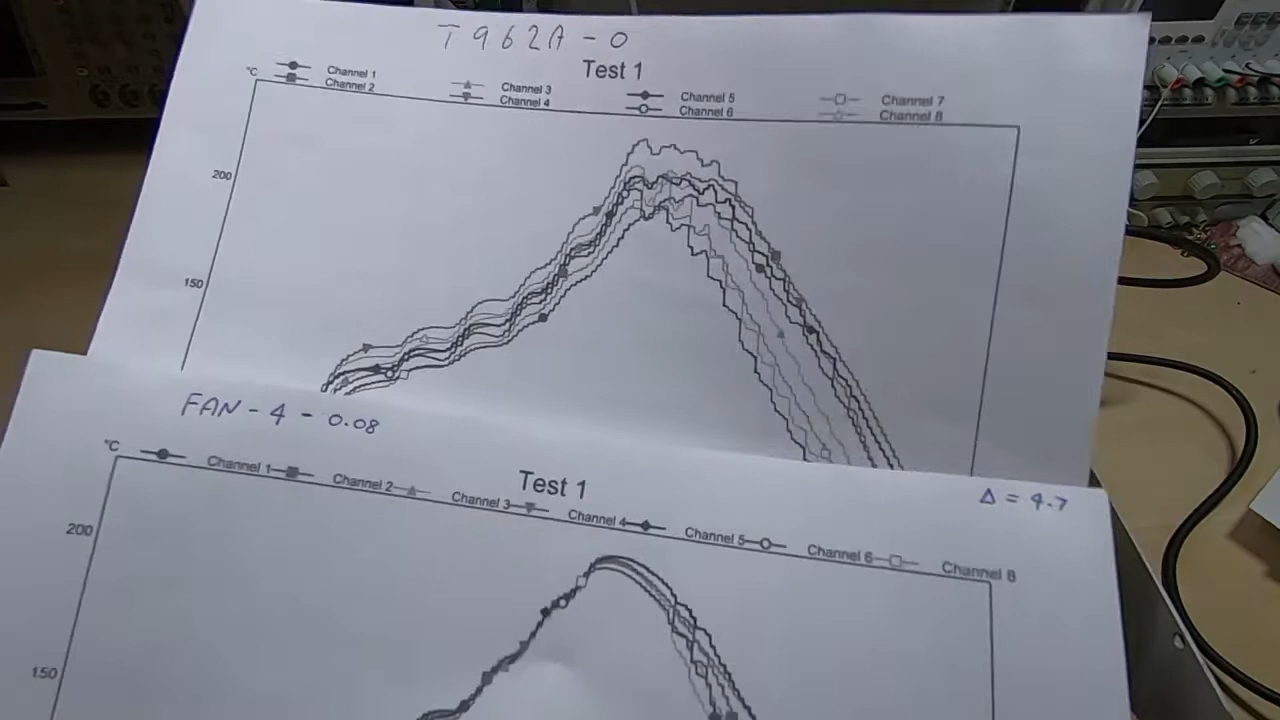 T962A - 0
Test 1
°C
Channel 1
Channel 2
Channel 3
Channel 4
Channel 5
Channel 6
Channel 7
Channel 8
200
150
FAN - 4 - 0.08
Test 1
Δ = 4.7
°C
Channel 1 Channel 2 Channel 3 Channel 4 Channel 5 Channel 6 Channel 8
200
150